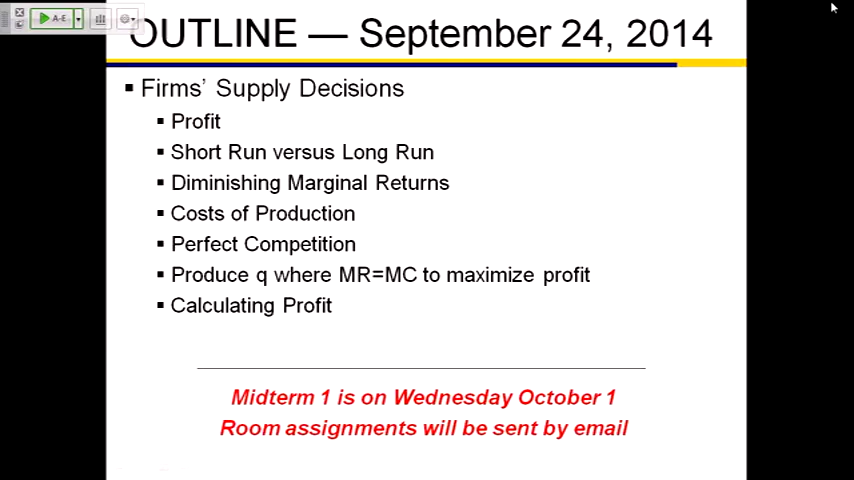 A-E
OUTLINE — September 24, 2014
▪ Firms’ Supply Decisions
▪ Profit
▪ Short Run versus Long Run
▪ Diminishing Marginal Returns
▪ Costs of Production
▪ Perfect Competition
▪ Produce q where MR=MC to maximize profit
▪ Calculating Profit
Midterm 1 is on Wednesday October 1
Room assignments will be sent by email